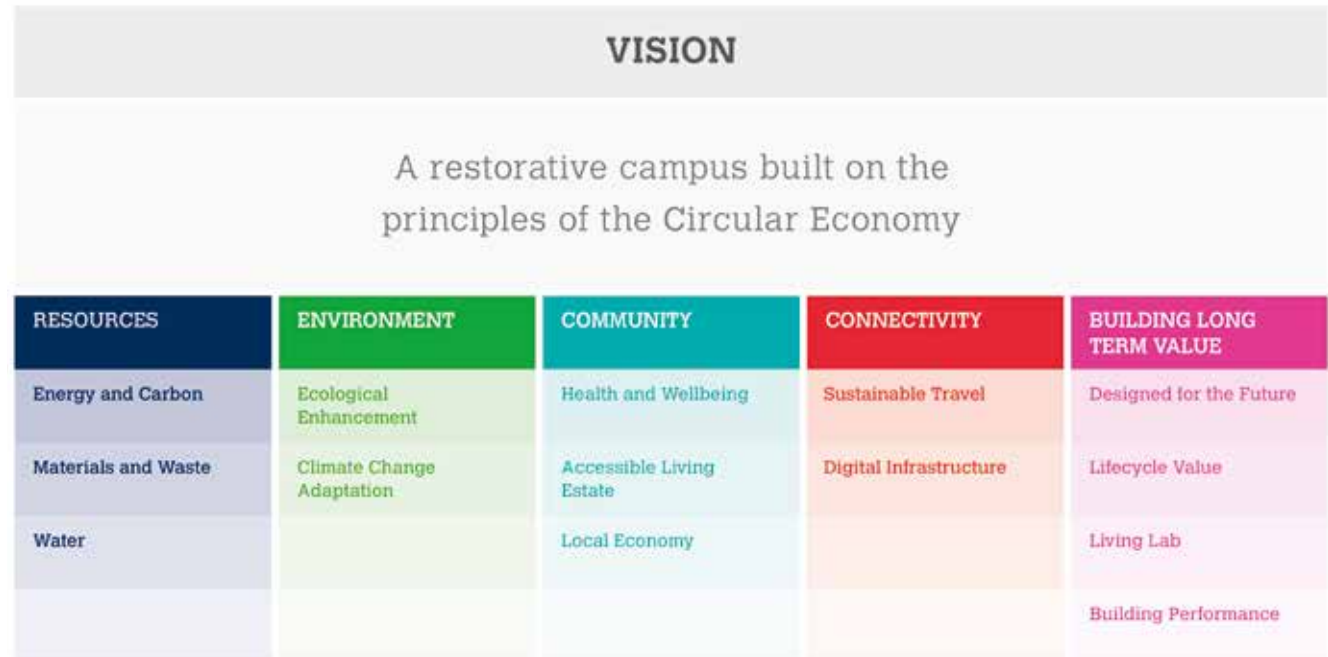 VISION
A restorative campus built on the
principles of the Circular Economy
RESOURCES
Energy and Carbon
Materials and Waste
Water
ENVIRONMENT
Ecological
Enhancement
Climate Change
Adaptation
COMMUNITY
Health and Wellbeing
Accessible Living
Estate
Local Economy
CONNECTIVITY
Sustainable Travel
Digital Infrastructure
BUILDING LONG
TERM VALUE
Designed for the Future
Lifecycle Value
Living Lab
Building Performance